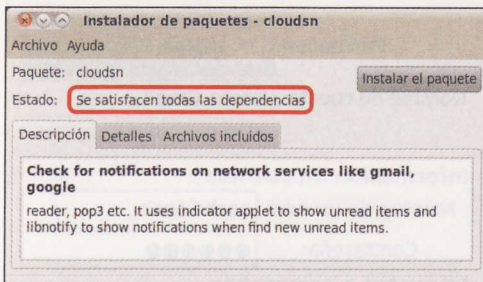 Instalador de paquetes - cloudsn
Archivo Ayuda
Paquete: cloudsn
Instalar el paquete
Estado: Se satisfacen todas las dependencias
Descripción Detalles Archivos incluidos
Check for notifications on network services like gmail,
google
reader, pop3 etc. It uses indicator applet to show unread items and
libnotify to show notifications when find new unread items.